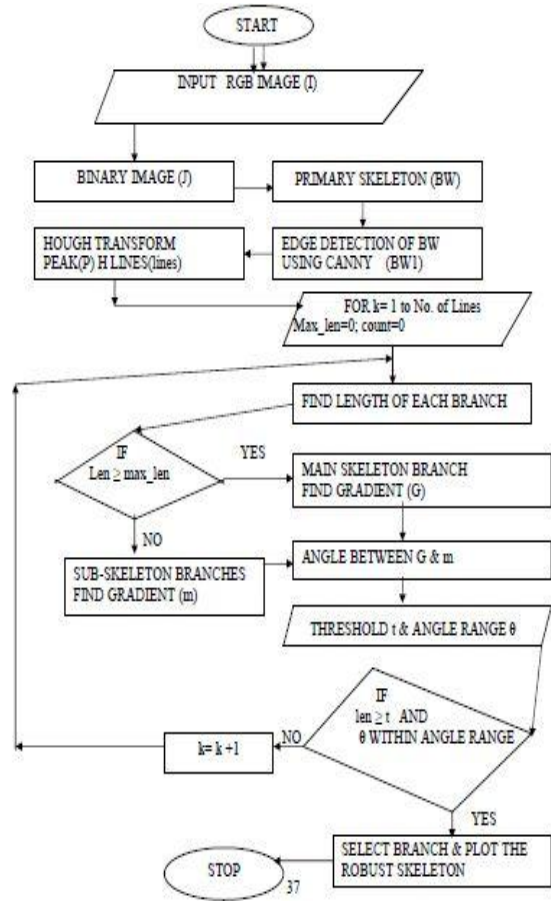 START
INPUT RGB IMAGE (I)
BINARY IMAGE (J)
PRIMARY SKELETON (BW)
HOUGH TRANSFORM
PEAK(P) H LINES(lines)
EDGE DETECTION OF BW
USING CANNY (BW1)
FOR k= 1 to No. of Lines
Max_len=0; count=0
FIND LENGTH OF EACH BRANCH
IF
Len ≥ max_len
YES
MAIN SKELETON BRANCH
FIND GRADIENT (G)
NO
SUB-SKELETON BRANCHES
FIND GRADIENT (m)
ANGLE BETWEEN G & m
THRESHOLD t & ANGLE RANGE θ
IF
len ≥ t AND
θ WITHIN ANGLE RANGE
NO
k= k +1
YES
SELECT BRANCH & PLOT THE
ROBUST SKELETON
STOP
37